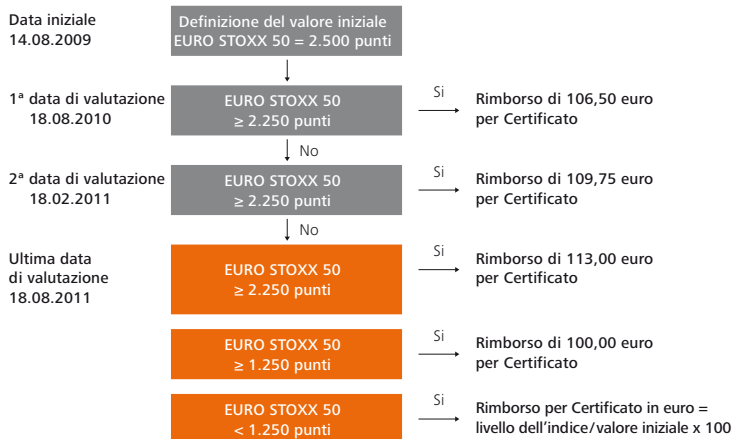 Data iniziale
14.08.2009
Definizione del valore iniziale
EURO STOXX 50 = 2.500 punti
1ª data di valutazione
18.08.2010
EURO STOXX 50
≥ 2.250 punti
Si
Rimborso di 106,50 euro
per Certificato
No
2ª data di valutazione
18.02.2011
EURO STOXX 50
≥ 2.250 punti
Si
Rimborso di 109,75 euro
per Certificato
No
Ultima data
di valutazione
18.08.2011
EURO STOXX 50
≥ 2.250 punti
Si
Rimborso di 113,00 euro
per Certificato
EURO STOXX 50
≥ 1.250 punti
Si
Rimborso di 100,00 euro
per Certificato
EURO STOXX 50
< 1.250 punti
Si
Rimborso per Certificato in euro =
livello dell'indice/valore iniziale x 100